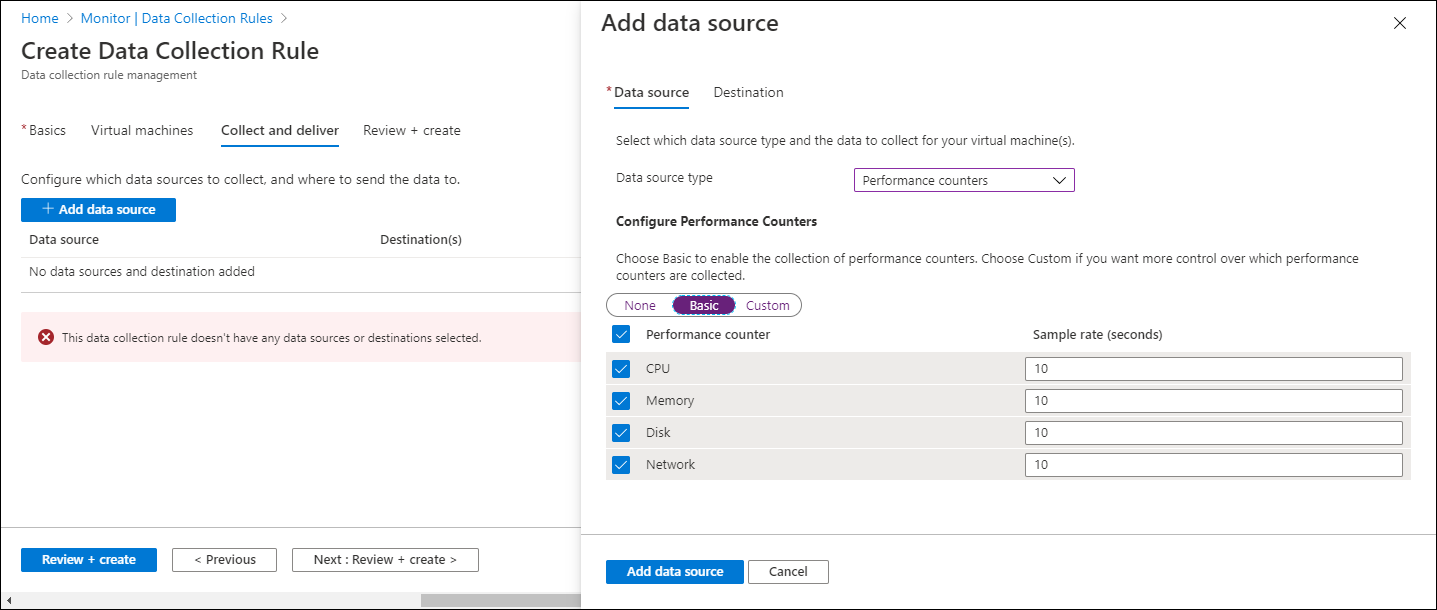 Home > Monitor | Data Collection Rules >
Create Data Collection Rule
Data collection rule management
* Basics Virtual machines Collect and deliver Review + create
Configure which data sources to collect, and where to send the data to.
+ Add data source
Data source Destination(s)
No data sources and destination added
This data collection rule doesn't have any data sources or destinations selected.
Review + create < Previous Next : Review + create >
Add data source
* Data source Destination
Select which data source type and the data to collect for your virtual machine(s).
Data source type Performance counters
Configure Performance Counters
Choose Basic to enable the collection of performance counters. Choose Custom if you want more control over which performance
counters are collected.
None Basic Custom
Performance counter Sample rate (seconds)
CPU 10
Memory 10
Disk 10
Network 10
Add data source Cancel